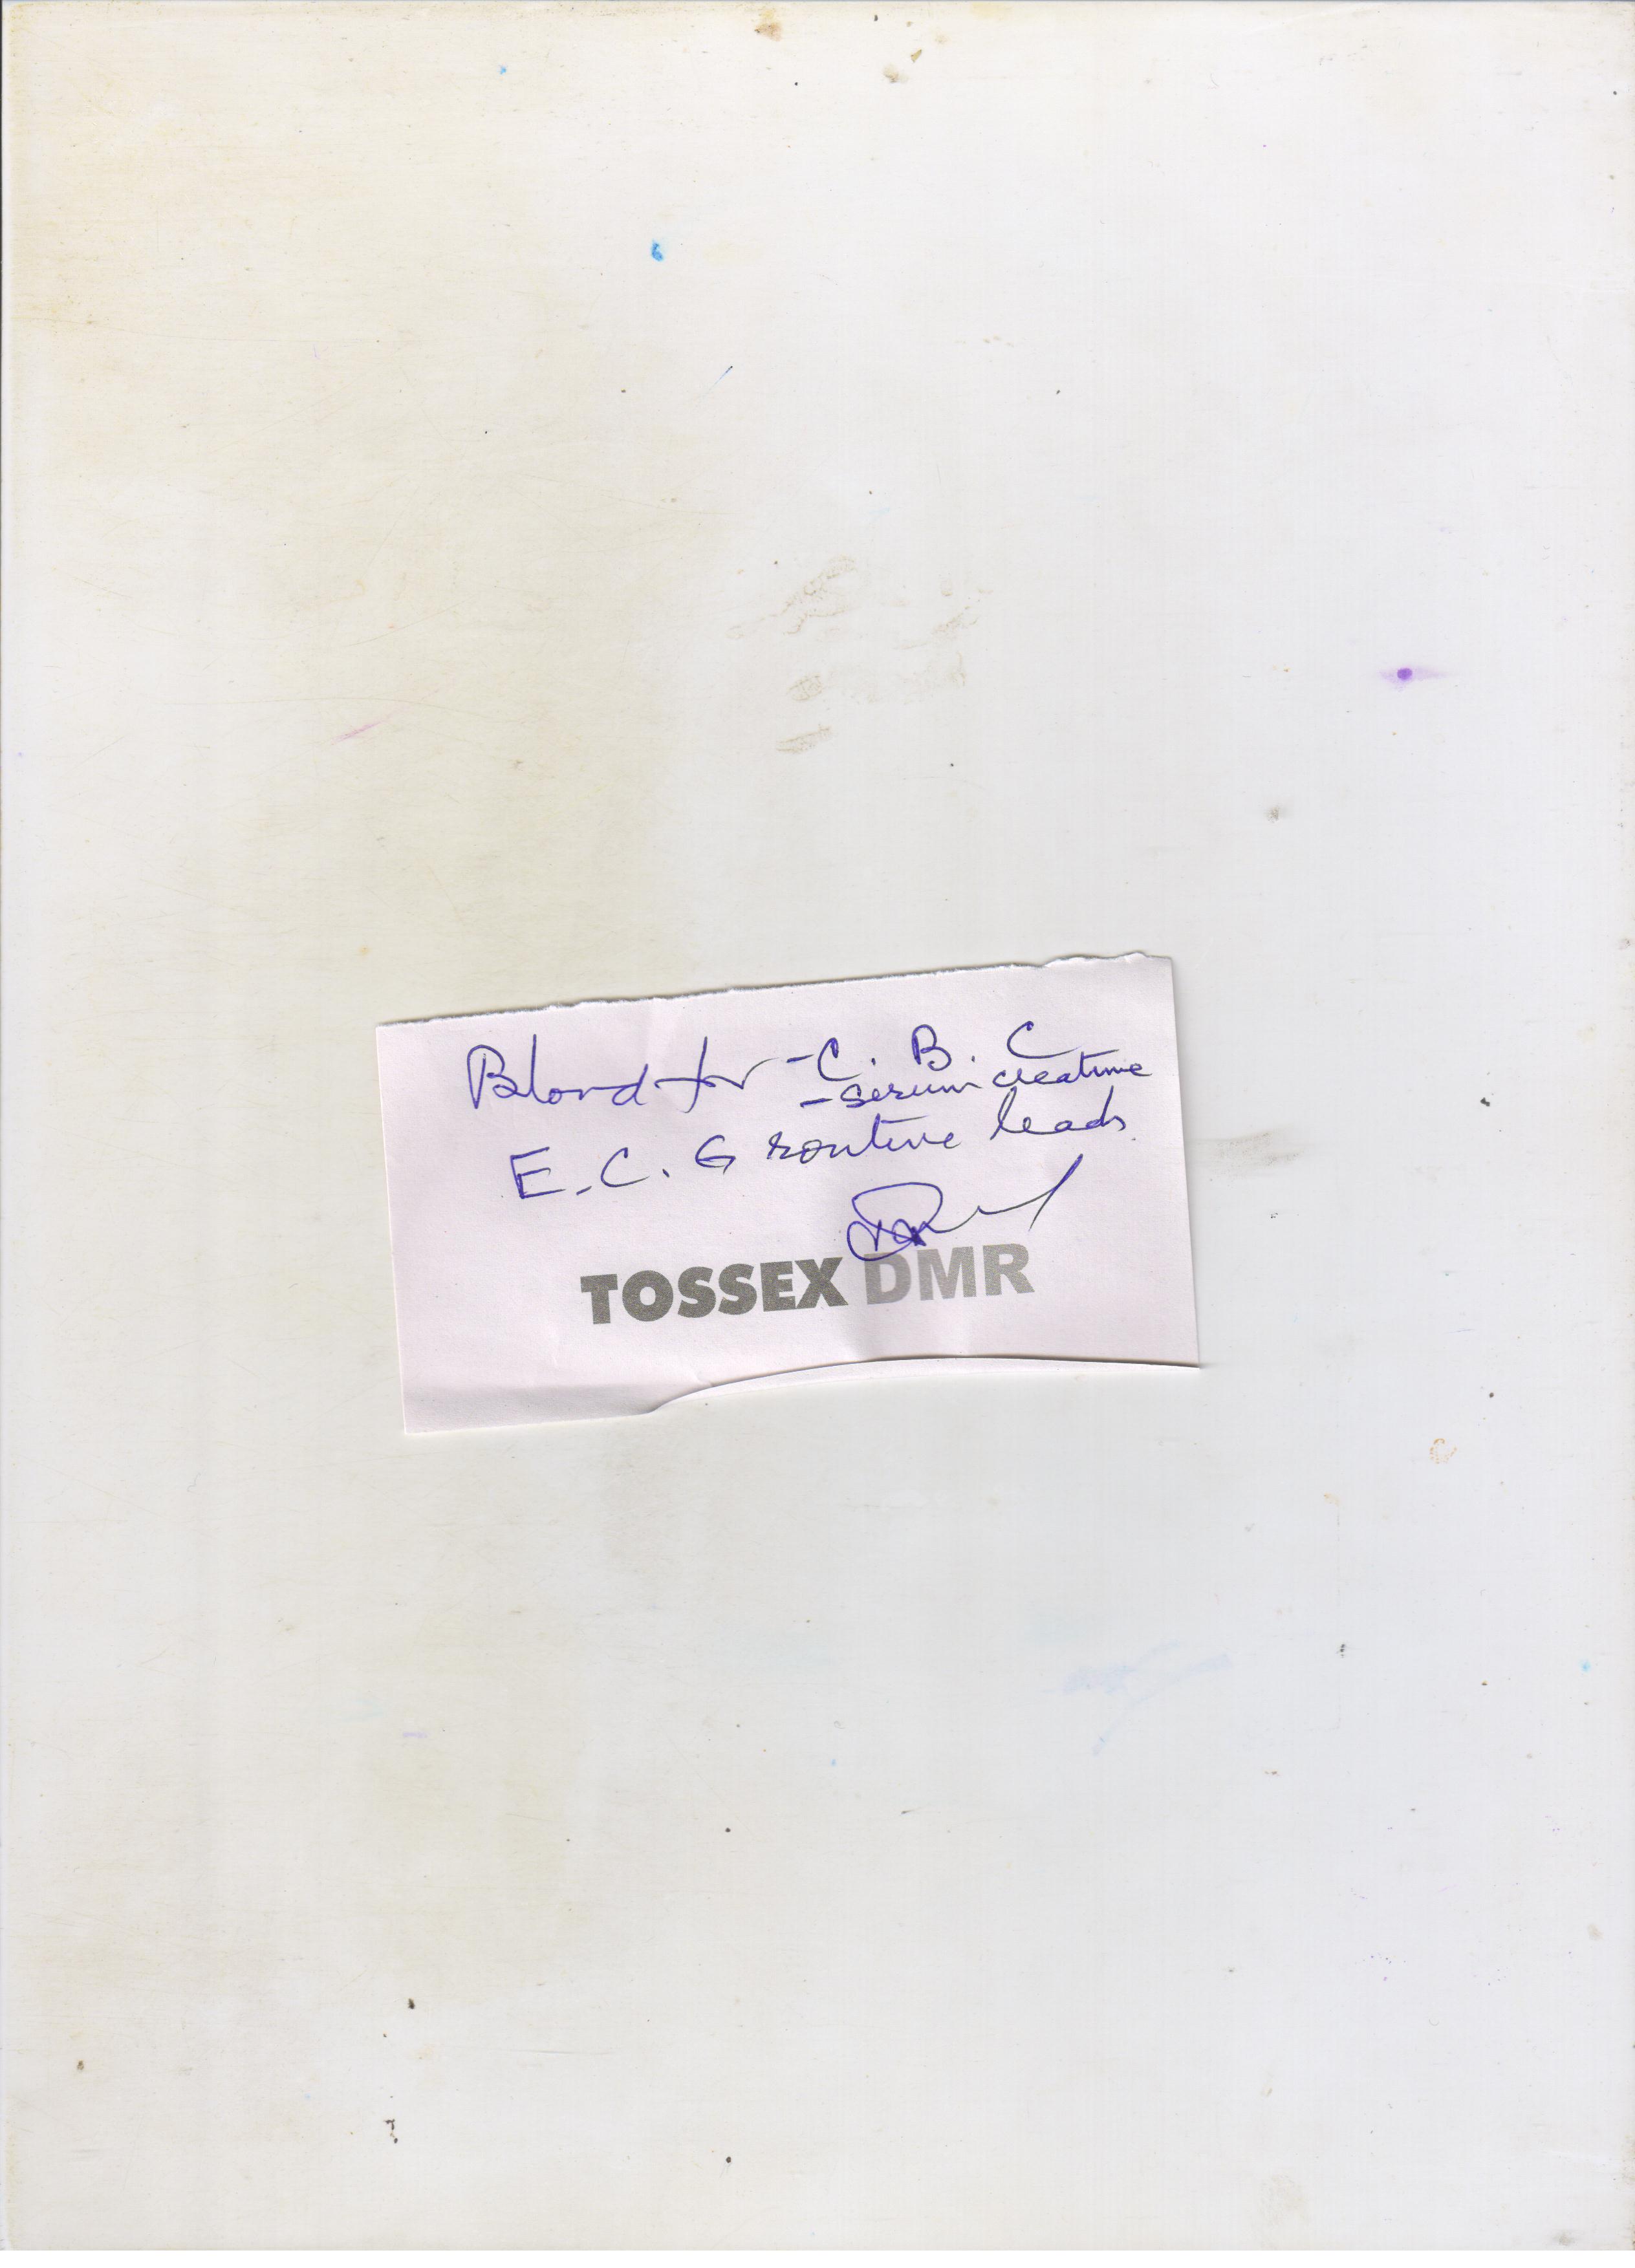 Blood for - C. B. C
- serum creatine
E. C. G routine leads
TOSSEX DMR